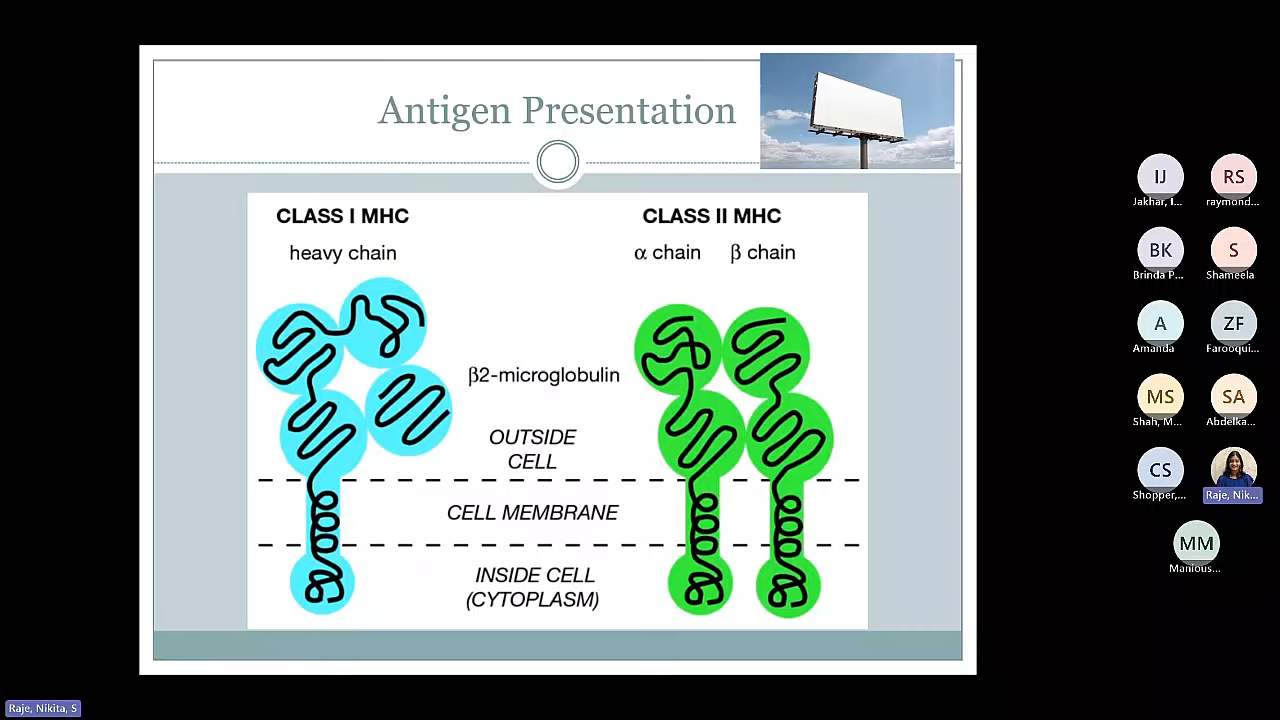 Antigen Presentation
CLASS I MHC
heavy chain
CLASS II MHC
α chain
β chain
β2-microglobulin
OUTSIDE
CELL
CELL MEMBRANE
INSIDE CELL
(CYTOPLASM)
IJ
Jakhar, I...
RS
raymond...
BK
Brinda P...
S
Shameela
A
Amanda
ZF
Farooqui...
MS
Shah, M...
SA
Abdelka...
CS
Shopper,...
Raje, Nik...
MM
Manious...
Raje, Nikita, S